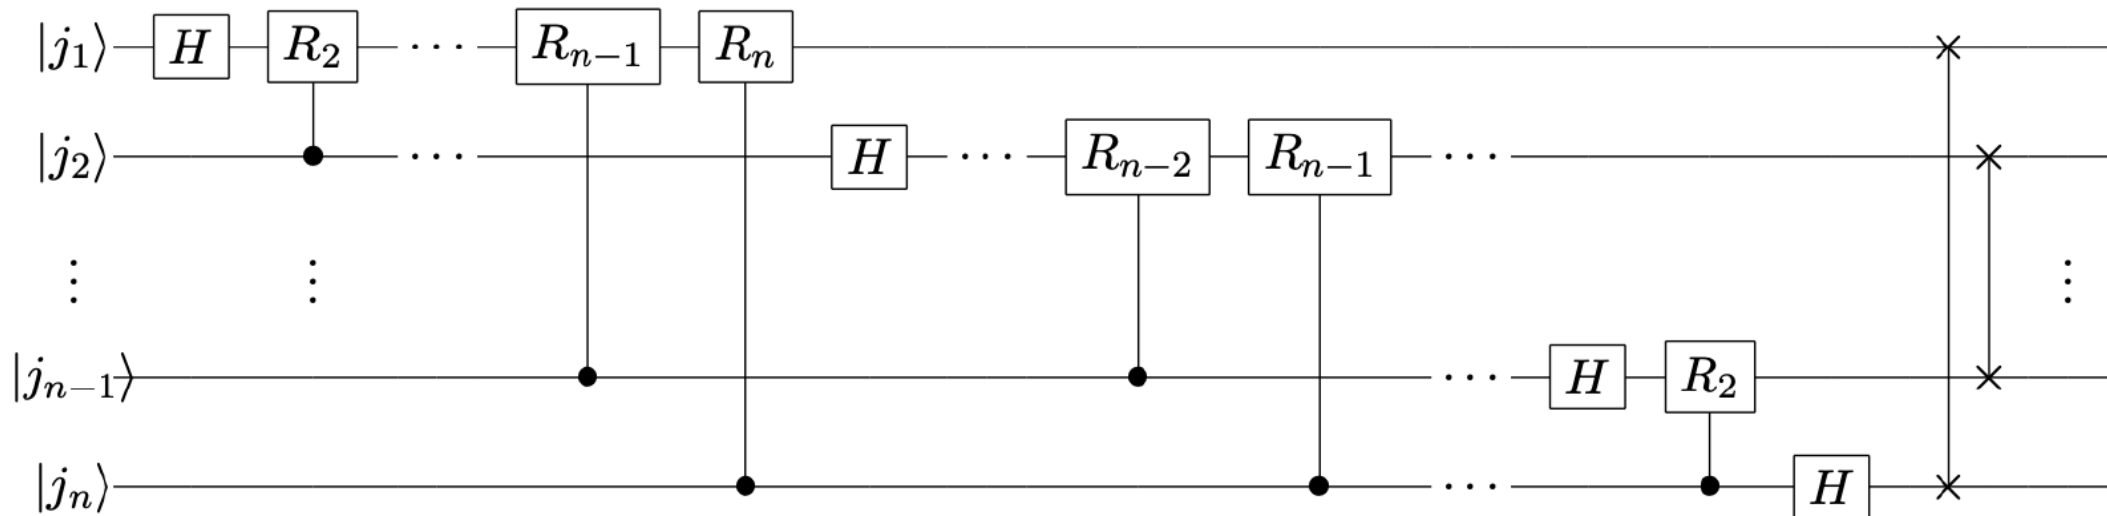 |j₁⟩ H R₂ ··· Rₙ₋₁ Rₙ
|j₂⟩ ··· H ··· Rₙ₋₂ Rₙ₋₁ ···
⋮ ⋮ ⋮
|jₙ₋₁⟩ ··· H R₂
|jₙ⟩ ··· H